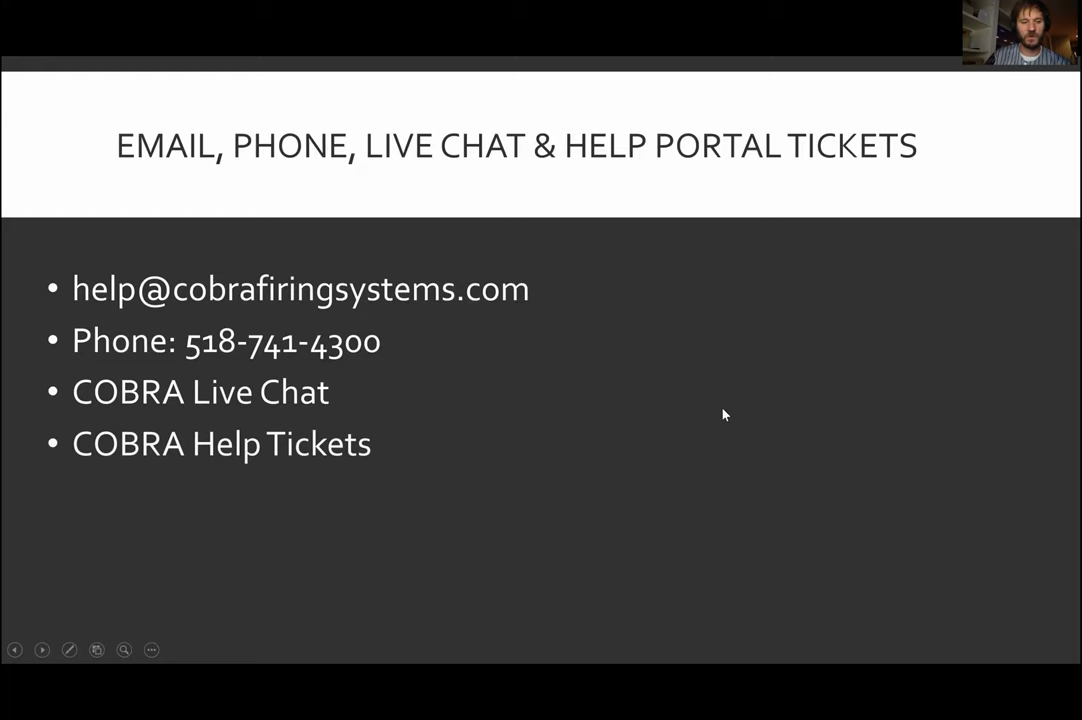 EMAIL, PHONE, LIVE CHAT & HELP PORTAL TICKETS
• help@cobrafiringsystems.com
• Phone: 518-741-4300
• COBRA Live Chat
• COBRA Help Tickets